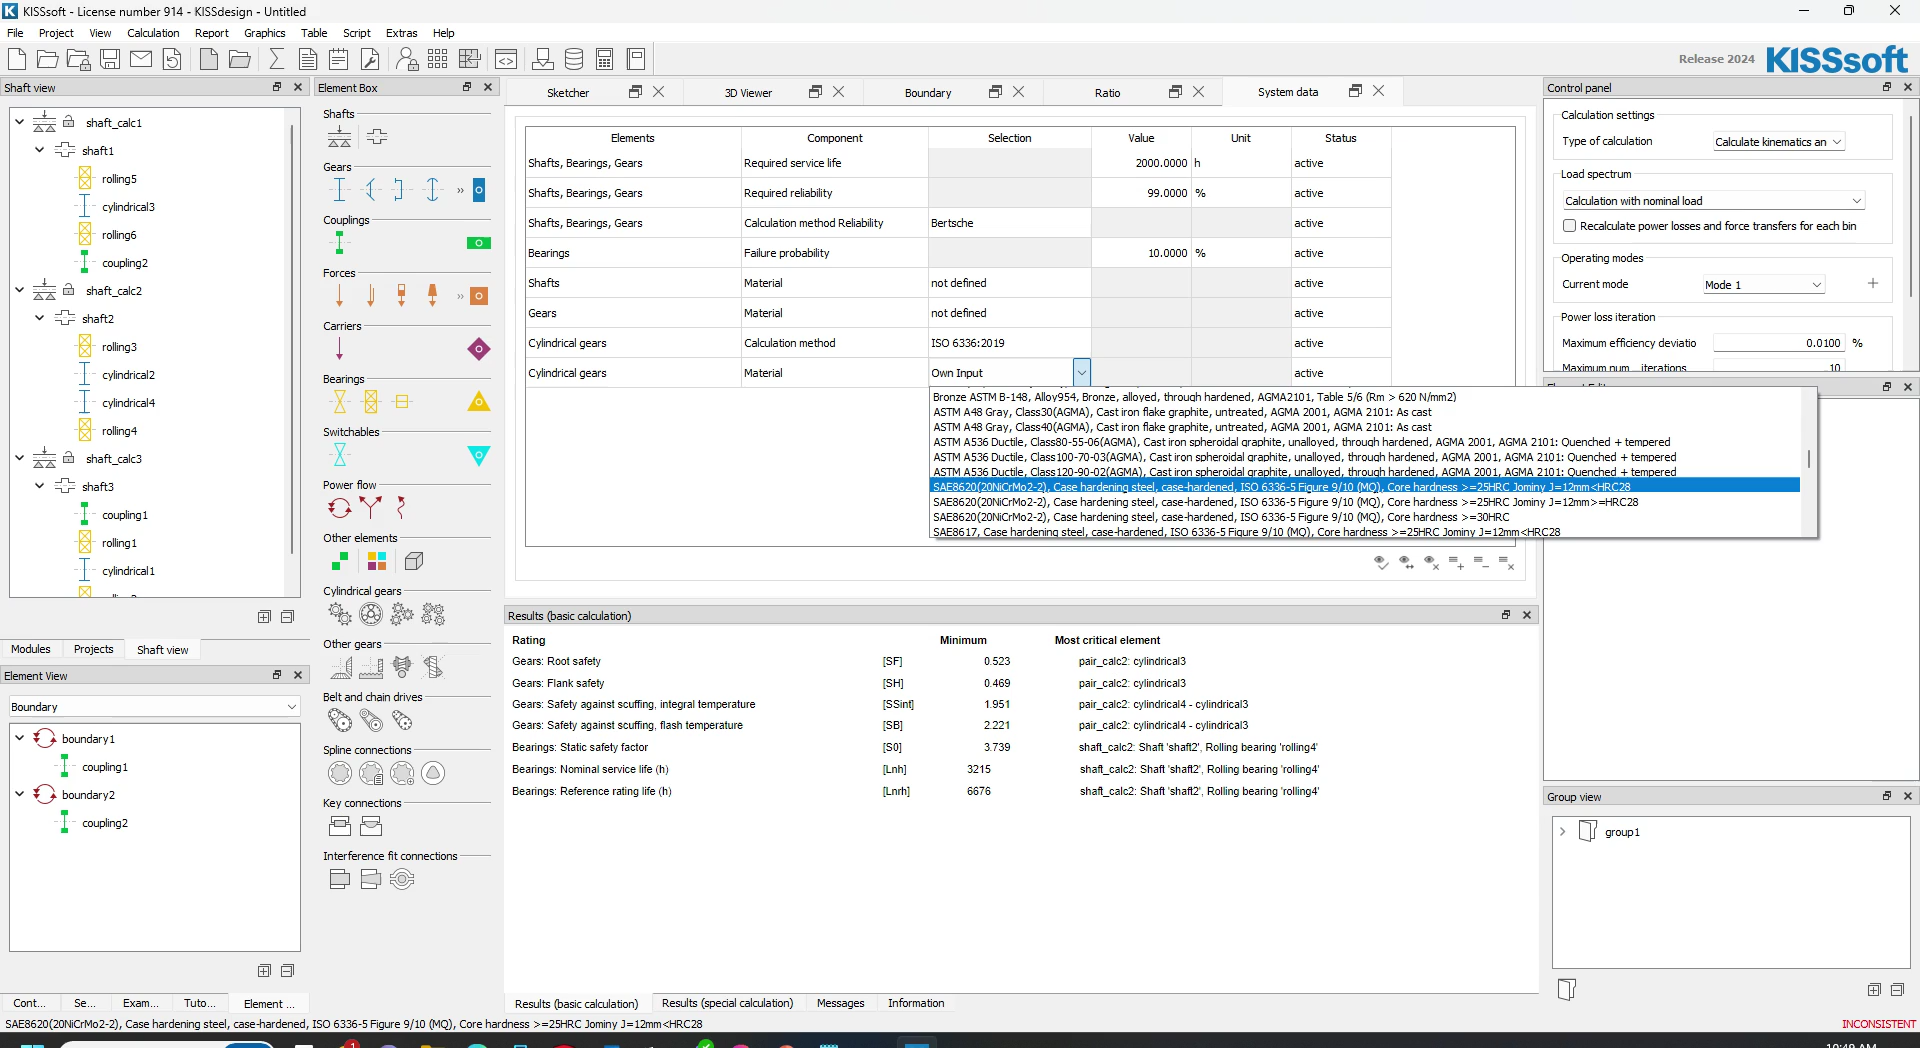 KISSsoft - License number 914 - KISSdesign - Untitled
File Project View Calculation Report Graphics Table Script Extras Help
Release 2024 KISSsoft
Shaft view
shaft_calc1
shaft1
rolling5
cylindrical3
rolling6
coupling2
shaft_calc2
shaft2
rolling3
cylindrical2
cylindrical4
rolling4
shaft_calc3
shaft3
coupling1
rolling1
cylindrical1
Modules Projects Shaft view
Element View
Boundary
boundary1
coupling1
boundary2
coupling2
Cont... Se... Exam... Tuto... Element ...
Element Box
Shafts
Gears
Couplings
Forces
Carriers
Bearings
Switchables
Power flow
Other elements
Cylindrical gears
Other gears
Belt and chain drives
Spline connections
Key connections
Interference fit connections
Sketcher 3D Viewer Boundary Ratio System data
Elements Component Selection Value Unit Status
Shafts, Bearings, Gears Required service life 2000.0000 h active
Shafts, Bearings, Gears Required reliability 99.0000 % active
Shafts, Bearings, Gears Calculation method Reliability Bertsche active
Bearings Failure probability 10.0000 % active
Shafts Material not defined active
Gears Material not defined active
Cylindrical gears Calculation method ISO 6336:2019 active
Cylindrical gears Material Own Input active
Bronze ASTM B-148, Alloy954, Bronze, alloyed, through hardened, AGMA2101, Table 5/6 (Rm > 620 N/mm2)
ASTM A48 Gray, Class30(AGMA), Cast iron flake graphite, untreated, AGMA 2001, AGMA 2101: As cast
ASTM A48 Gray, Class40(AGMA), Cast iron flake graphite, untreated, AGMA 2001, AGMA 2101: As cast
ASTM A536 Ductile, Class80-55-06(AGMA), Cast iron spheroidal graphite, unalloyed, through hardened, AGMA 2001, AGMA 2101: Quenched + tempered
ASTM A536 Ductile, Class100-70-03(AGMA), Cast iron spheroidal graphite, unalloyed, through hardened, AGMA 2001, AGMA 2101: Quenched + tempered
ASTM A536 Ductile, Class120-90-02(AGMA), Cast iron spheroidal graphite, unalloyed, through hardened, AGMA 2001, AGMA 2101: Quenched + tempered
SAE8620(20NiCrMo2-2), Case hardening steel, case-hardened, ISO 6336-5 Figure 9/10 (MQ), Core hardness >=25HRC Jominy J=12mm<HRC28
SAE8620(20NiCrMo2-2), Case hardening steel, case-hardened, ISO 6336-5 Figure 9/10 (MQ), Core hardness >=25HRC Jominy J=12mm>=HRC28
SAE8620(20NiCrMo2-2), Case hardening steel, case-hardened, ISO 6336-5 Figure 9/10 (MQ), Core hardness >=30HRC
SAE8617, Case hardening steel, case-hardened, ISO 6336-5 Figure 9/10 (MQ), Core hardness >=25HRC Jominy J=12mm<HRC28
Results (basic calculation)
Rating Minimum Most critical element
Gears: Root safety [SF] 0.523 pair_calc2: cylindrical3
Gears: Flank safety [SH] 0.469 pair_calc2: cylindrical3
Gears: Safety against scuffing, integral temperature [SSint] 1.951 pair_calc2: cylindrical4 - cylindrical3
Gears: Safety against scuffing, flash temperature [SB] 2.221 pair_calc2: cylindrical4 - cylindrical3
Bearings: Static safety factor [S0] 3.739 shaft_calc2: Shaft 'shaft2', Rolling bearing 'rolling4'
Bearings: Nominal service life (h) [Lnh] 3215 shaft_calc2: Shaft 'shaft2', Rolling bearing 'rolling4'
Bearings: Reference rating life (h) [Lnrh] 6676 shaft_calc2: Shaft 'shaft2', Rolling bearing 'rolling4'
Results (basic calculation) Results (special calculation) Messages Information
Control panel
Calculation settings
Type of calculation Calculate kinematics an
Load spectrum
Calculation with nominal load
Recalculate power losses and force transfers for each bin
Operating modes
Current mode Mode 1
Power loss iteration
Maximum efficiency deviatio 0.0100 %
Maximum num iterations 10
Group view
group1
SAE8620(20NiCrMo2-2), Case hardening steel, case-hardened, ISO 6336-5 Figure 9/10 (MQ), Core hardness >=25HRC Jominy J=12mm<HRC28
INCONSISTENT
10:49 AM